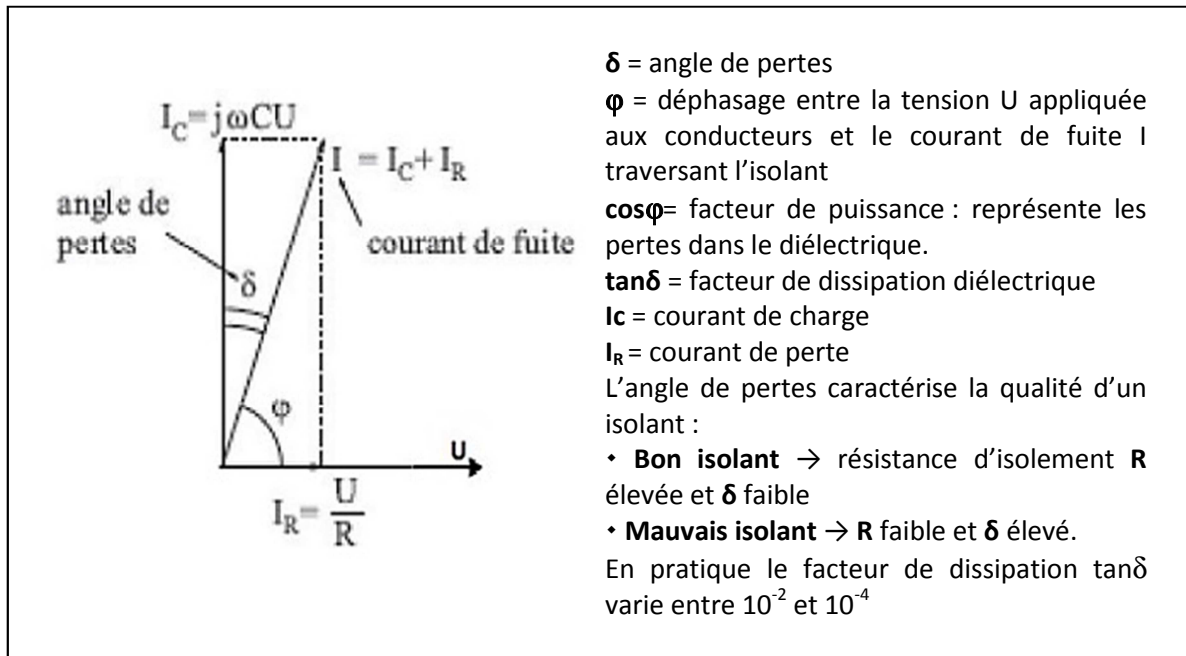 I_C = jωCU
I = I_C + I_R
angle de
pertes
courant de fuite
δ
φ
U
I_R = U/R
δ = angle de pertes
φ = déphasage entre la tension U appliquée
aux conducteurs et le courant de fuite I
traversant l’isolant
cosφ= facteur de puissance : représente les
pertes dans le diélectrique.
tanδ = facteur de dissipation diélectrique
Ic = courant de charge
I_R = courant de perte
L’angle de pertes caractérise la qualité d’un
isolant :
• Bon isolant → résistance d’isolement R
élevée et δ faible
• Mauvais isolant → R faible et δ élevé.
En pratique le facteur de dissipation tanδ
varie entre 10⁻² et 10⁻⁴